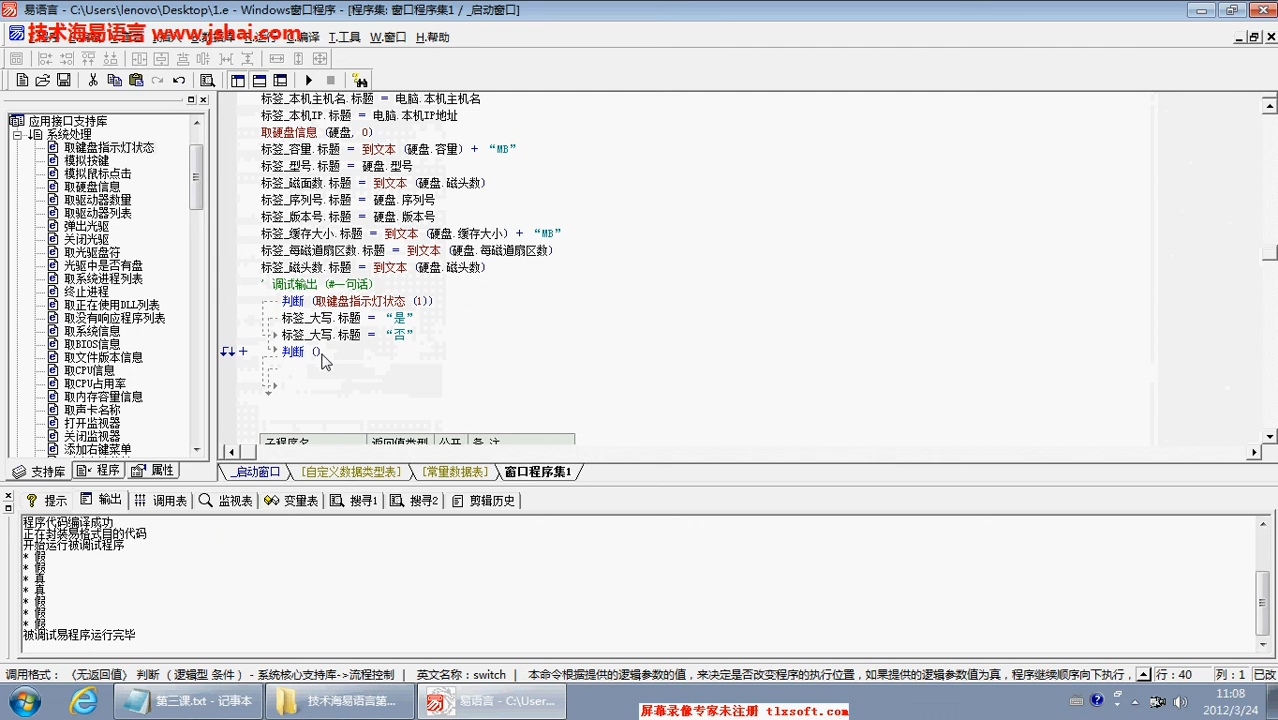 易语言 - C:\Users\lenovo\Desktop\1.e - Windows窗口程序 - [程序集: 窗口程序集1 / _启动窗口]
技术海易语言 www.jshai.com
编译 T.工具 W.窗口 H.帮助
应用接口支持库
系统处理
取键盘指示灯状态
模拟按键
模拟鼠标点击
取硬盘信息
取驱动器数量
取驱动器列表
弹出光驱
关闭光驱
取光驱盘符
光驱中是否有盘
取系统进程列表
终止进程
取正在使用DLL列表
取没有响应程序列表
取系统信息
取BIOS信息
取文件版本信息
取CPU信息
取CPU占用率
取内存容量信息
取声卡名称
打开监视器
关闭监视器
添加右键菜单
支持库 程序 属性
标签_本机主机名.标题 = 电脑.本机主机名
标签_本机IP.标题 = 电脑.本机IP地址
取硬盘信息 (硬盘, 0)
标签_容量.标题 = 到文本 (硬盘.容量) + “MB”
标签_型号.标题 = 硬盘.型号
标签_磁面数.标题 = 到文本 (硬盘.磁头数)
标签_序列号.标题 = 硬盘.序列号
标签_版本号.标题 = 硬盘.版本号
标签_缓存大小.标题 = 到文本 (硬盘.缓存大小) + “MB”
标签_每磁道扇区数.标题 = 到文本 (硬盘.每磁道扇区数)
标签_磁头数.标题 = 到文本 (硬盘.磁头数)
' 调试输出 (#一句话)
判断 (取键盘指示灯状态 (1))
标签_大写.标题 = “是”
标签_大写.标题 = “否”
判断 ()
子程序名 返回值类型 公开 备 注
_启动窗口 [自定义数据类型表] [常量数据表] 窗口程序集1
提示 输出 调用表 监视表 变量表 搜寻1 搜寻2 剪辑历史
程序代码编译成功
正在封装易格式目的代码
开始运行被调试程序
* 假
* 假
* 真
* 真
* 假
* 假
* 假
被调试易程序运行完毕
调用格式： 〈无返回值〉 判断 （逻辑型 条件） - 系统核心支持库->流程控制 | 英文名称：switch | 本命令根据提供的逻辑参数的值，来决定是否改变程序的执行位置，如果提供的逻辑参数值为真，程序继续顺序向下执行， 行：40 列：1 已改
第三课.txt - 记事本 技术海易语言第... 易语言 - C:\User...
11:08
2012/3/24
屏幕录像专家未注册 tlxsoft.com